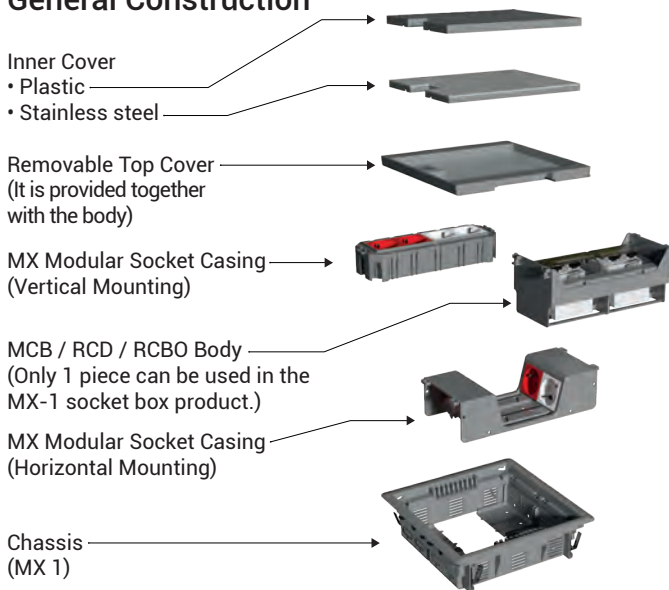 General Construction
Inner Cover
• Plastic
• Stainless steel
Removable Top Cover
(It is provided together
with the body)
MX Modular Socket Casing
(Vertical Mounting)
MCB / RCD / RCBO Body
(Only 1 piece can be used in the
MX-1 socket box product.)
MX Modular Socket Casing
(Horizontal Mounting)
Chassis
(MX 1)